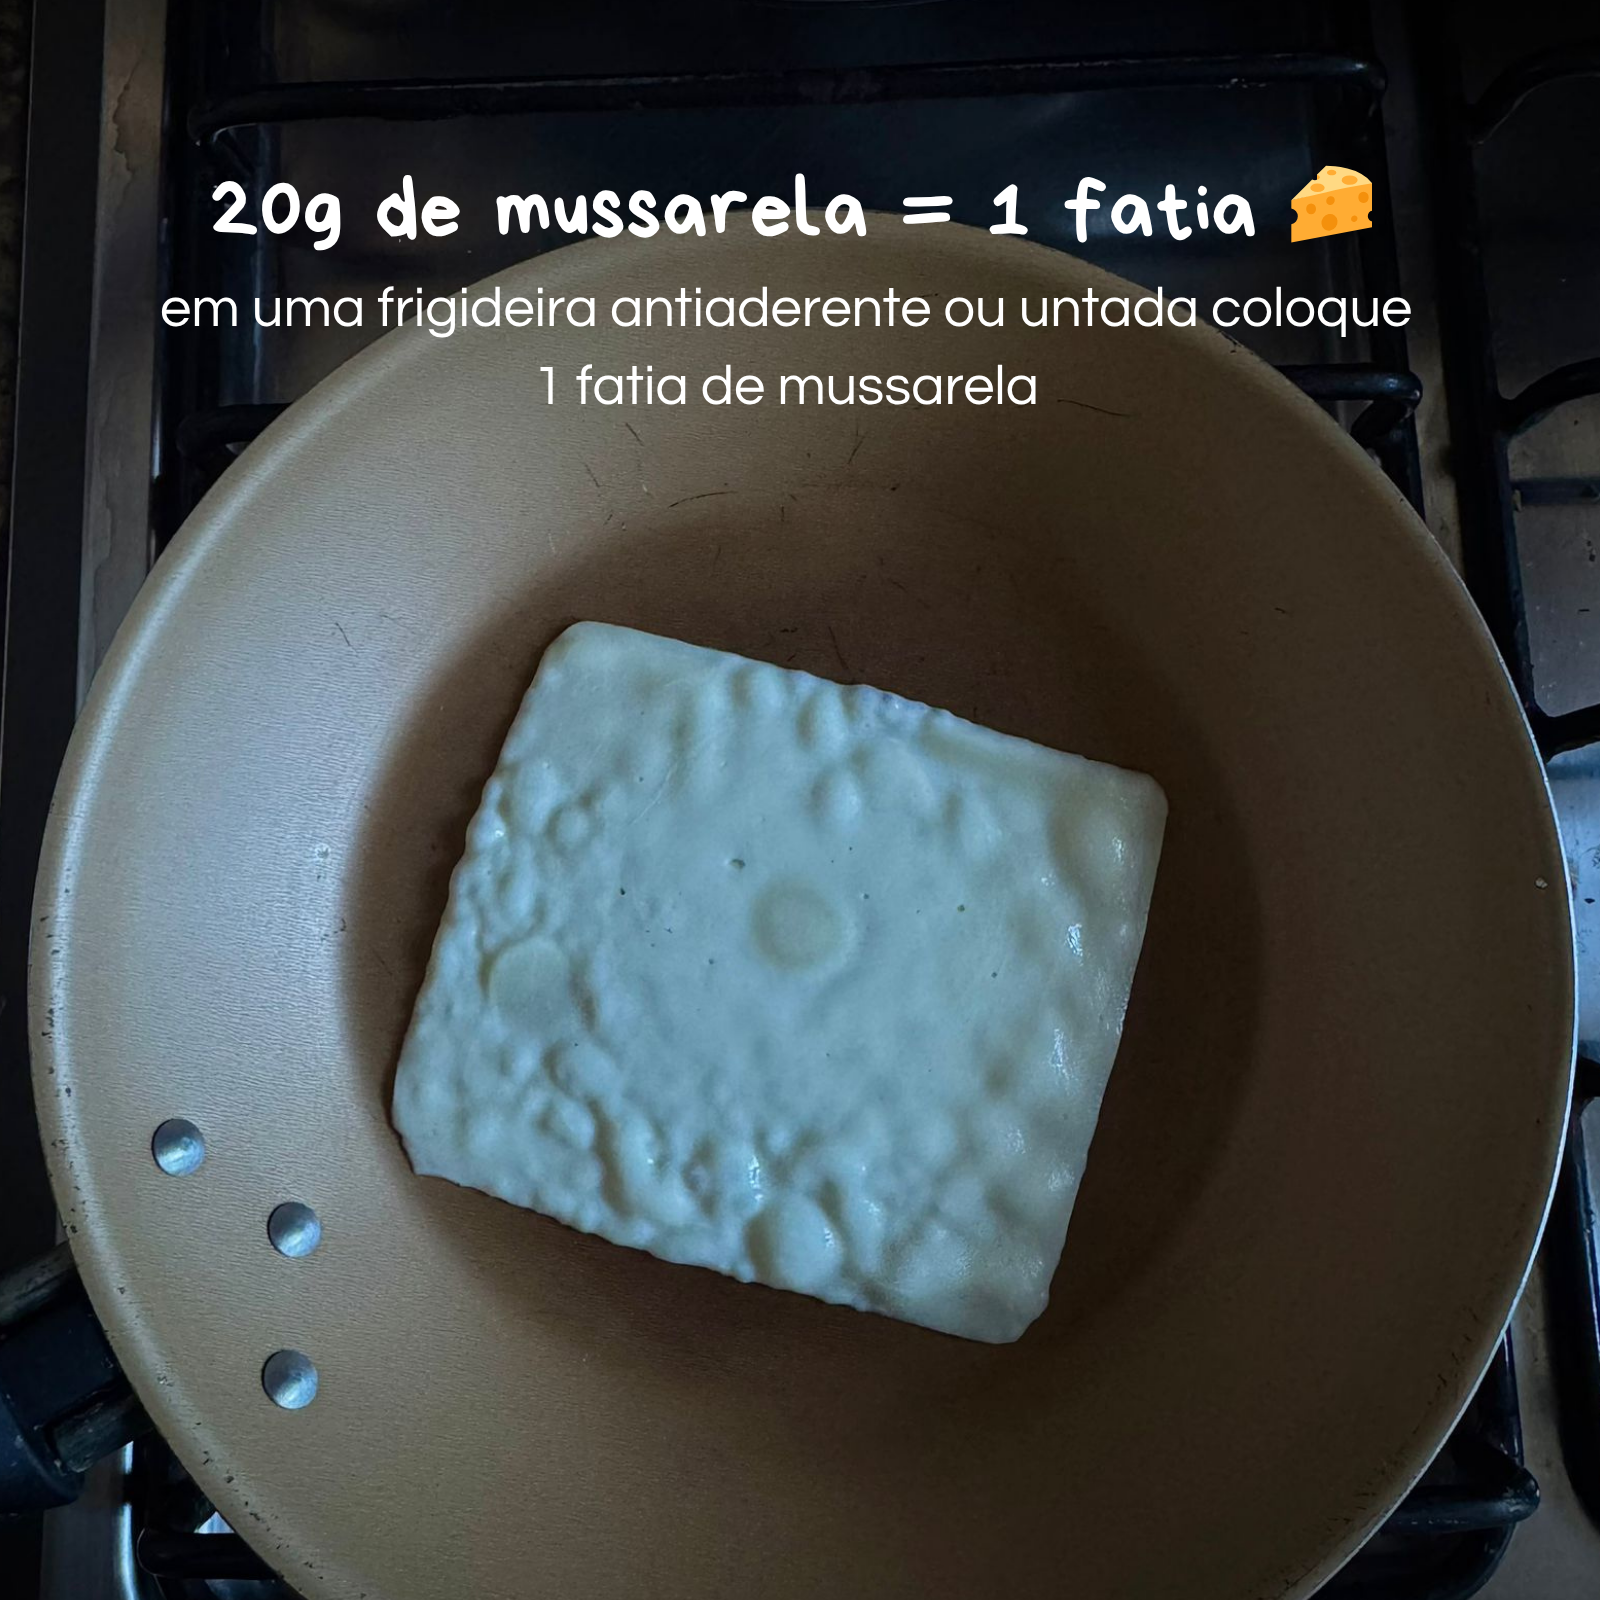 20g de mussarela = 1 fatia 🧀
em uma frigideira antiaderente ou untada coloque
1 fatia de mussarela